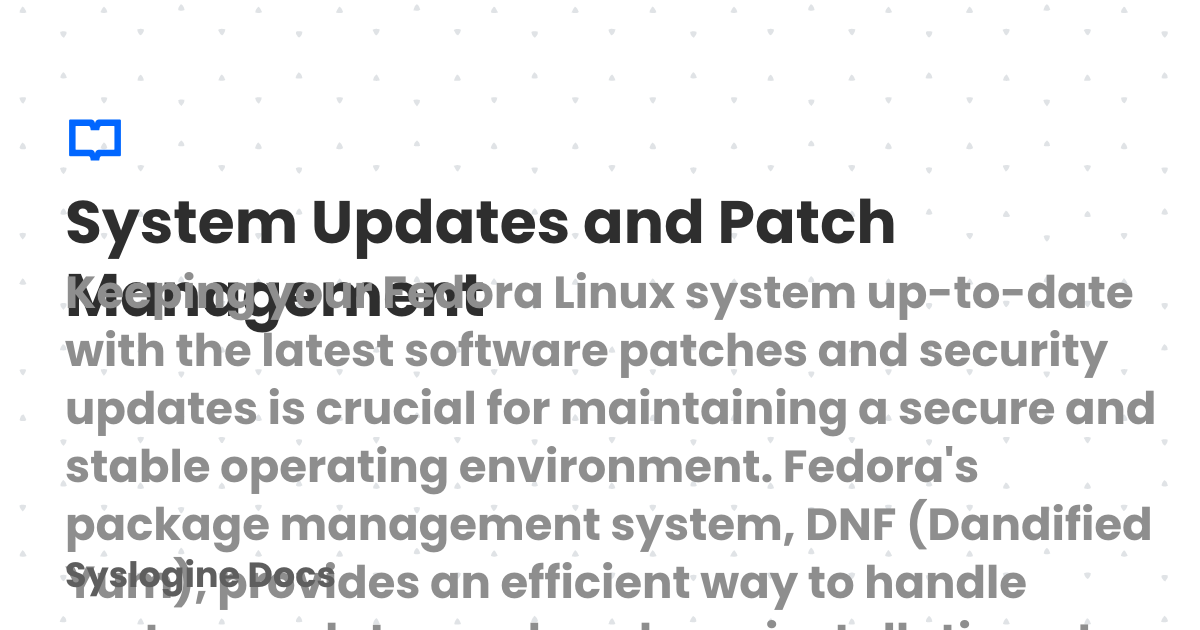 System Updates and Patch
Management
Keeping your Fedora Linux system up-to-date
with the latest software patches and security
updates is crucial for maintaining a secure and
stable operating environment. Fedora's
package management system, DNF (Dandified
Yum), provides an efficient way to handle
Syslogine Docs